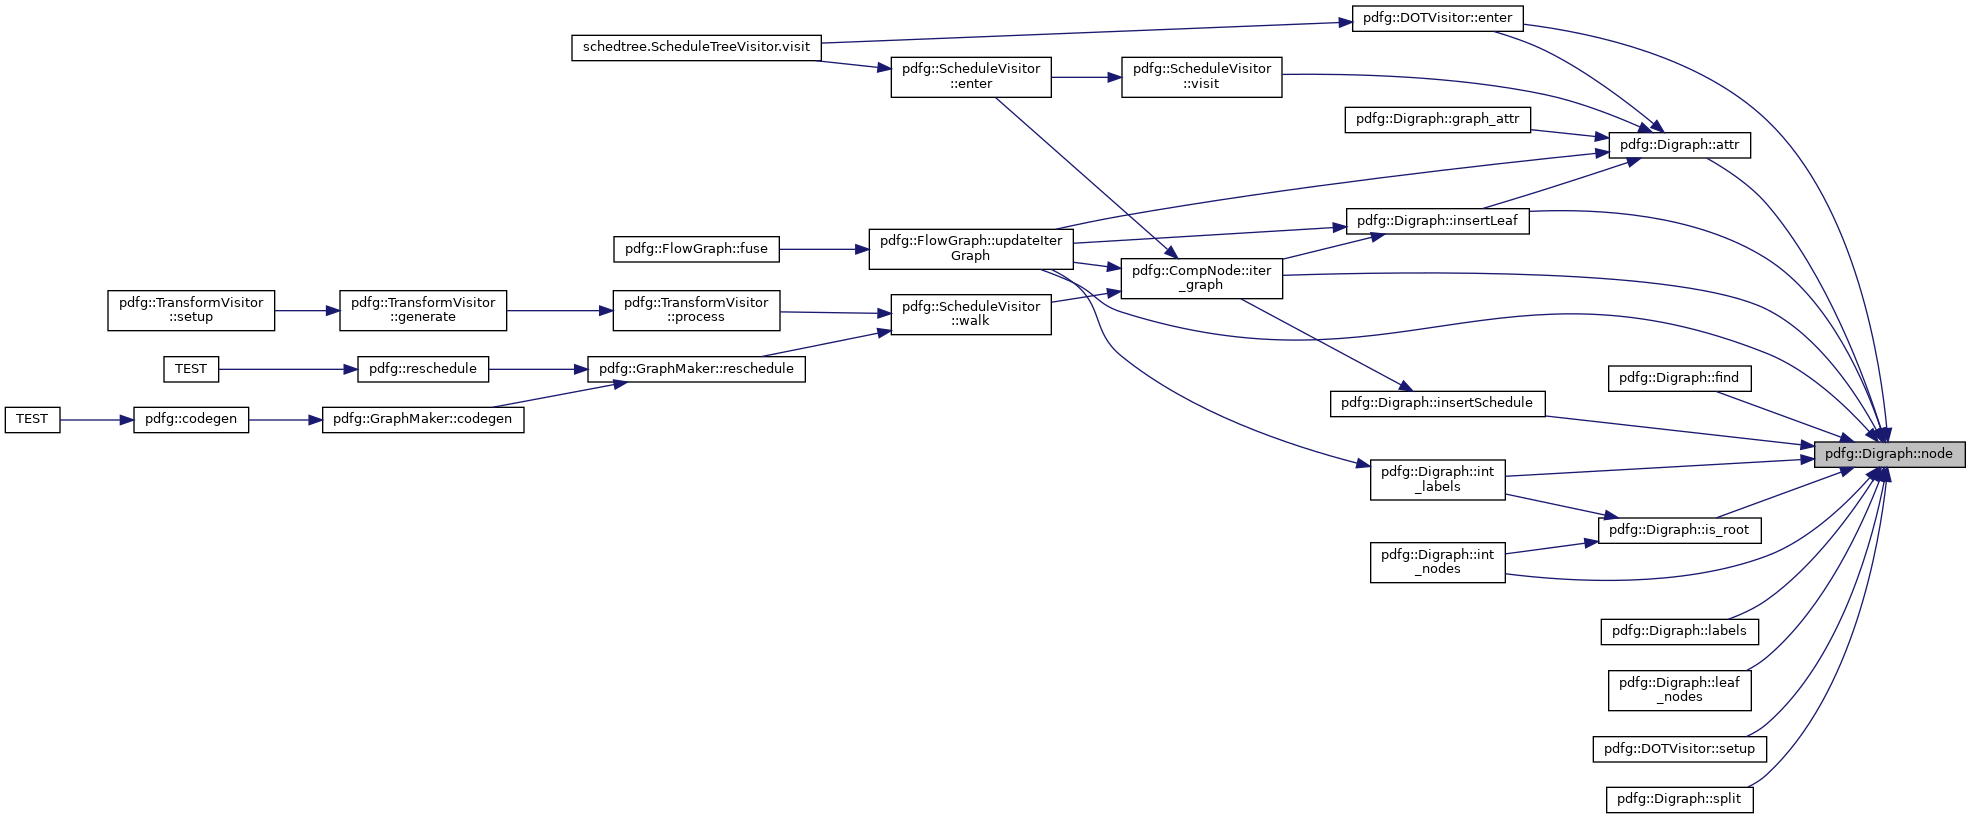 pdfg::DOTVisitor::enter
schedtree.ScheduleTreeVisitor.visit
pdfg::ScheduleVisitor
::enter
pdfg::ScheduleVisitor
::visit
pdfg::Digraph::graph_attr
pdfg::Digraph::attr
pdfg::Digraph::insertLeaf
pdfg::FlowGraph::fuse
pdfg::FlowGraph::updateIter
Graph
pdfg::CompNode::iter
_graph
pdfg::TransformVisitor
::setup
pdfg::TransformVisitor
::generate
pdfg::TransformVisitor
::process
pdfg::ScheduleVisitor
::walk
TEST
pdfg::reschedule
pdfg::GraphMaker::reschedule
pdfg::Digraph::find
pdfg::Digraph::insertSchedule
TEST
pdfg::codegen
pdfg::GraphMaker::codegen
pdfg::Digraph::node
pdfg::Digraph::int
_labels
pdfg::Digraph::is_root
pdfg::Digraph::int
_nodes
pdfg::Digraph::labels
pdfg::Digraph::leaf
_nodes
pdfg::DOTVisitor::setup
pdfg::Digraph::split